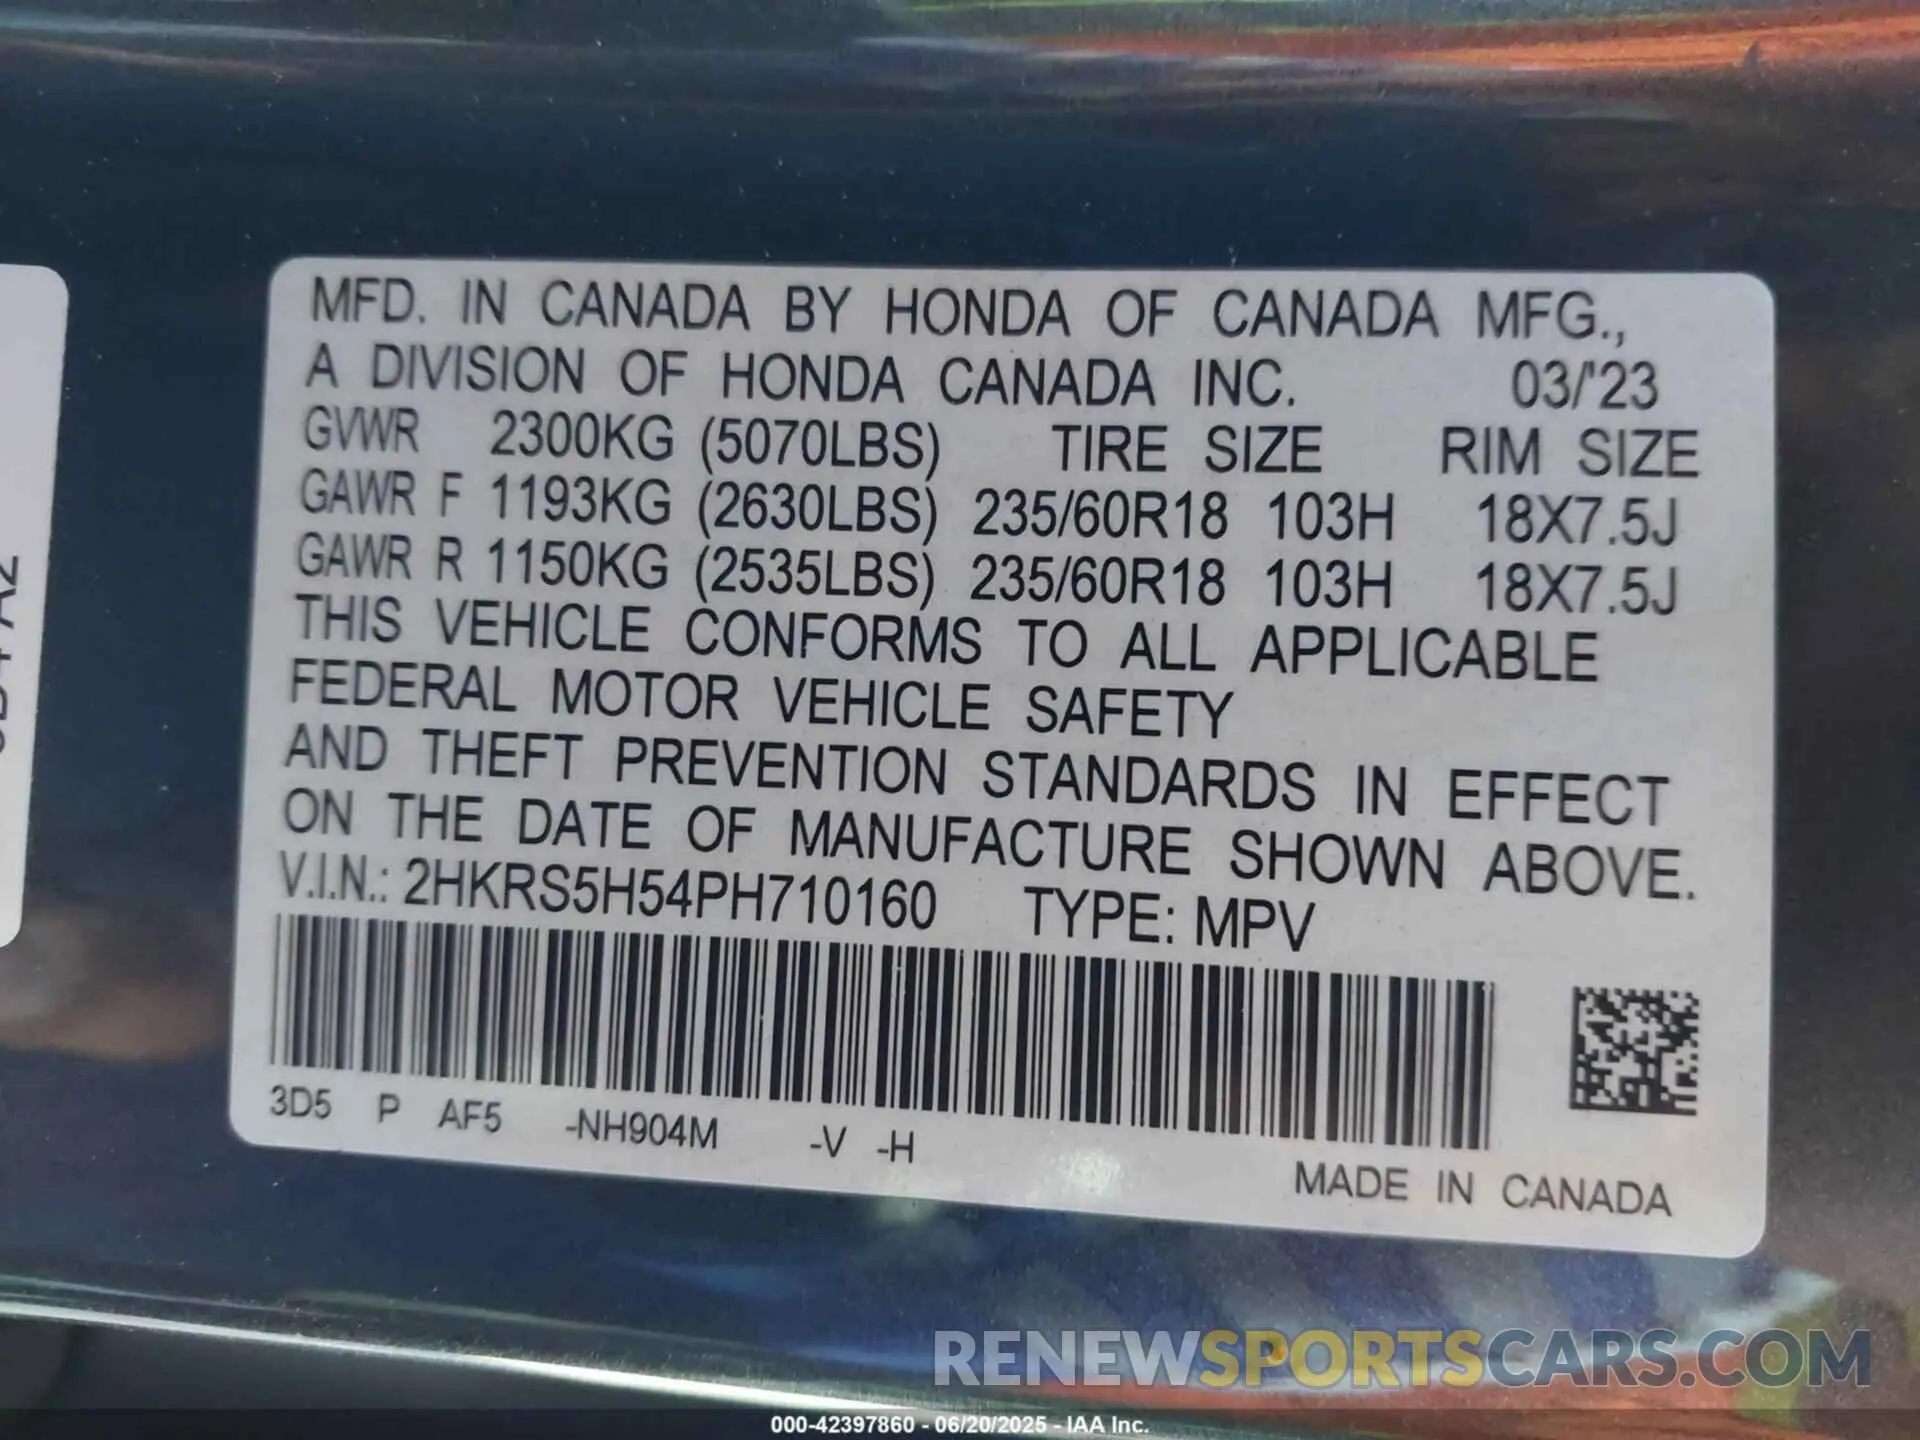 MFD. IN CANADA BY HONDA OF CANADA MFG.,
A DIVISION OF HONDA CANADA INC. 03/'23
GVWR 2300KG (5070LBS) TIRE SIZE RIM SIZE
GAWR F 1193KG (2630LBS) 235/60R18 103H 18X7.5J
GAWR R 1150KG (2535LBS) 235/60R18 103H 18X7.5J
THIS VEHICLE CONFORMS TO ALL APPLICABLE
FEDERAL MOTOR VEHICLE SAFETY
AND THEFT PREVENTION STANDARDS IN EFFECT
ON THE DATE OF MANUFACTURE SHOWN ABOVE.
V.I.N.: 2HKRS5H54PH710160 TYPE: MPV
3D5 P AF5 -NH904M -V -H
MADE IN CANADA
A2
RENEWSPORTSCARS.COM
000-42397860 - 06/20/2025 - IAA Inc.